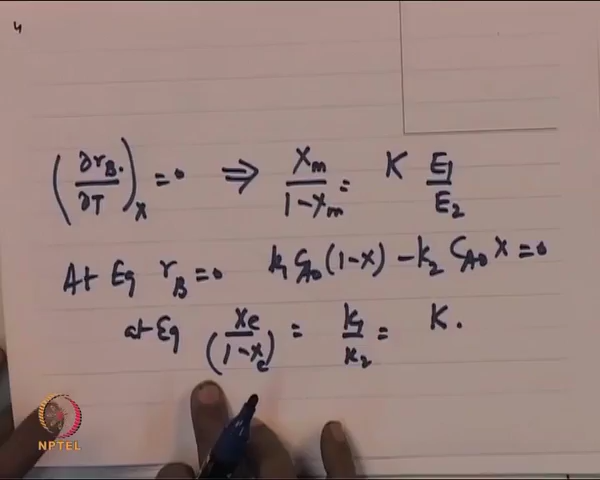 4
(∂r_B/∂T)_X = 0 ⇒ X_m/(1-X_m) = K E_1/E_2
At Eq r_B = 0 k_1 C_A0 (1-X) - k_2 C_A0 X = 0
at Eq (X_e/(1-X_e)) = k_1/k_2 = K.
NPTEL